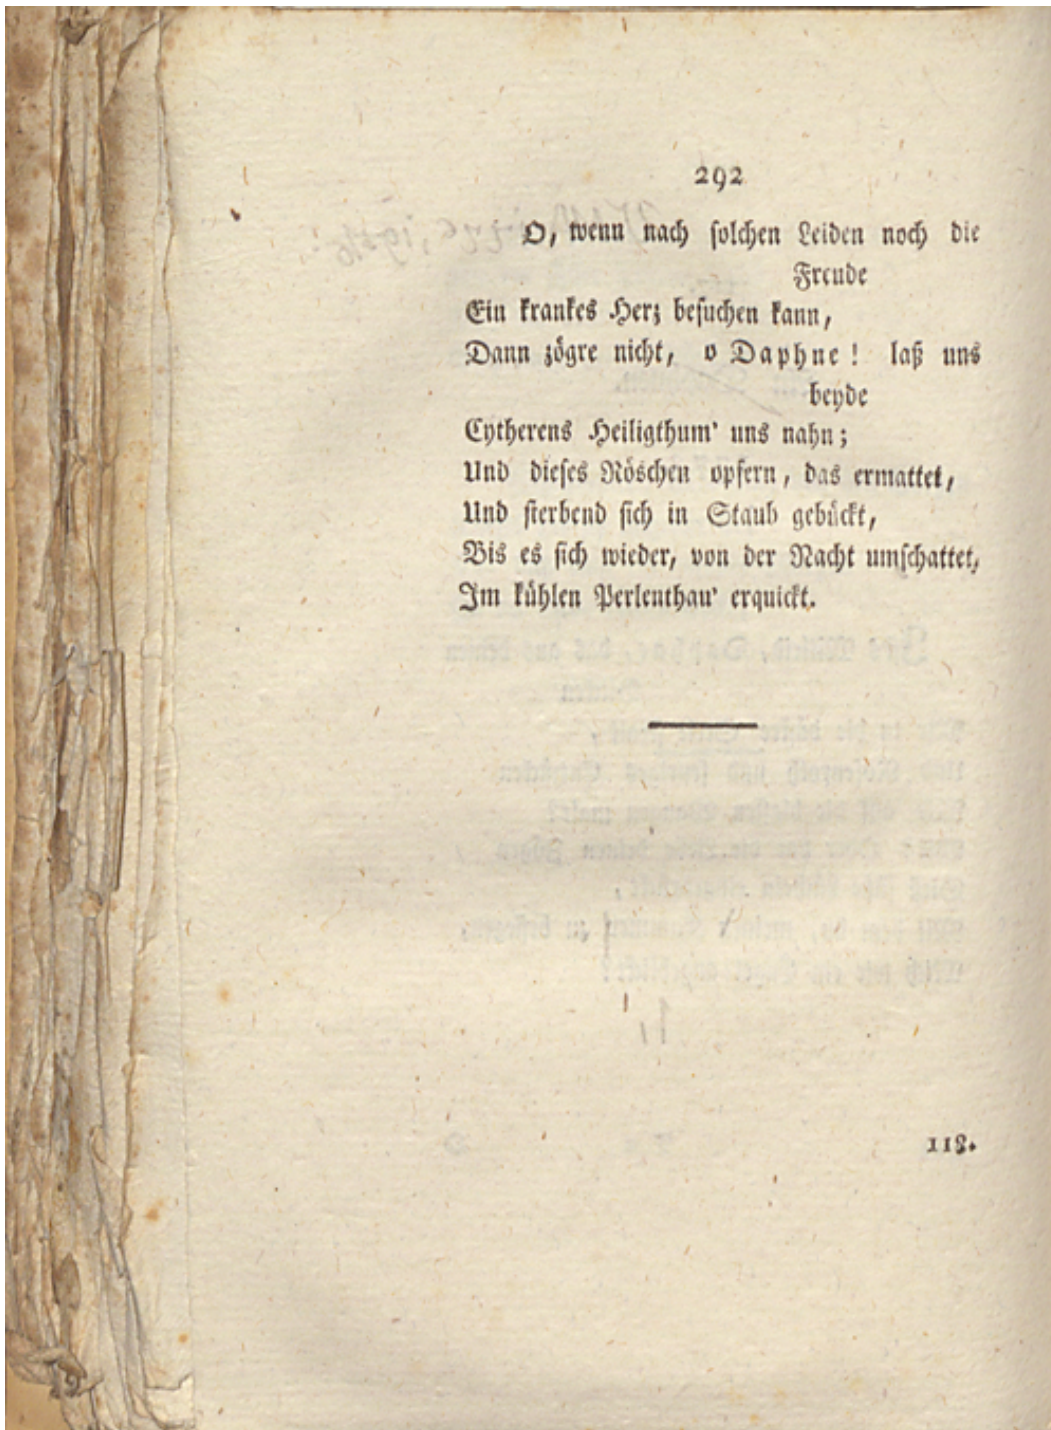 292
O, wenn nach solchen Leiden noch die
Freude
Ein krankes Herz besuchen kann,
Dann zögre nicht, o Daphne! laß uns
beyde
Cytherens Heiligthum' uns nahn;
Und dieses Röschen opfern, das ermattet,
Und sterbend sich in Staub gebückt,
Bis es sich wieder, von der Nacht umschattet,
Im kühlen Perlenthau' erquickt.
118.